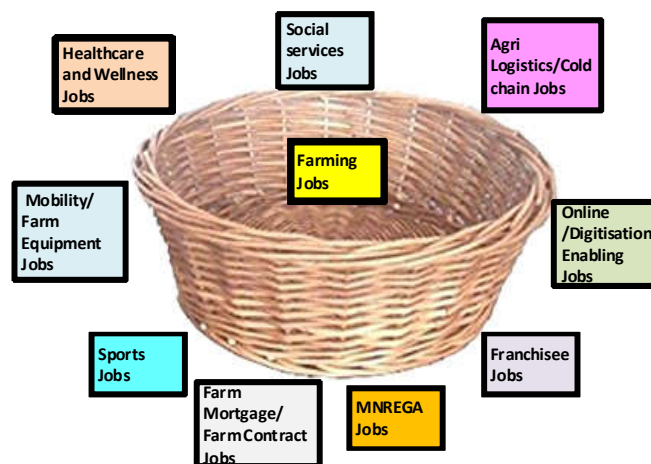 Social
services
Jobs
Healthcare
and Wellness
Jobs
Agri
Logistics/Cold
chain Jobs
Farming
Jobs
Mobility/
Farm
Equipment
Jobs
Online
/Digitisation
Enabling
Jobs
Sports
Jobs
Franchisee
Jobs
Farm
Mortgage/
Farm Contract
Jobs
MNREGA
Jobs